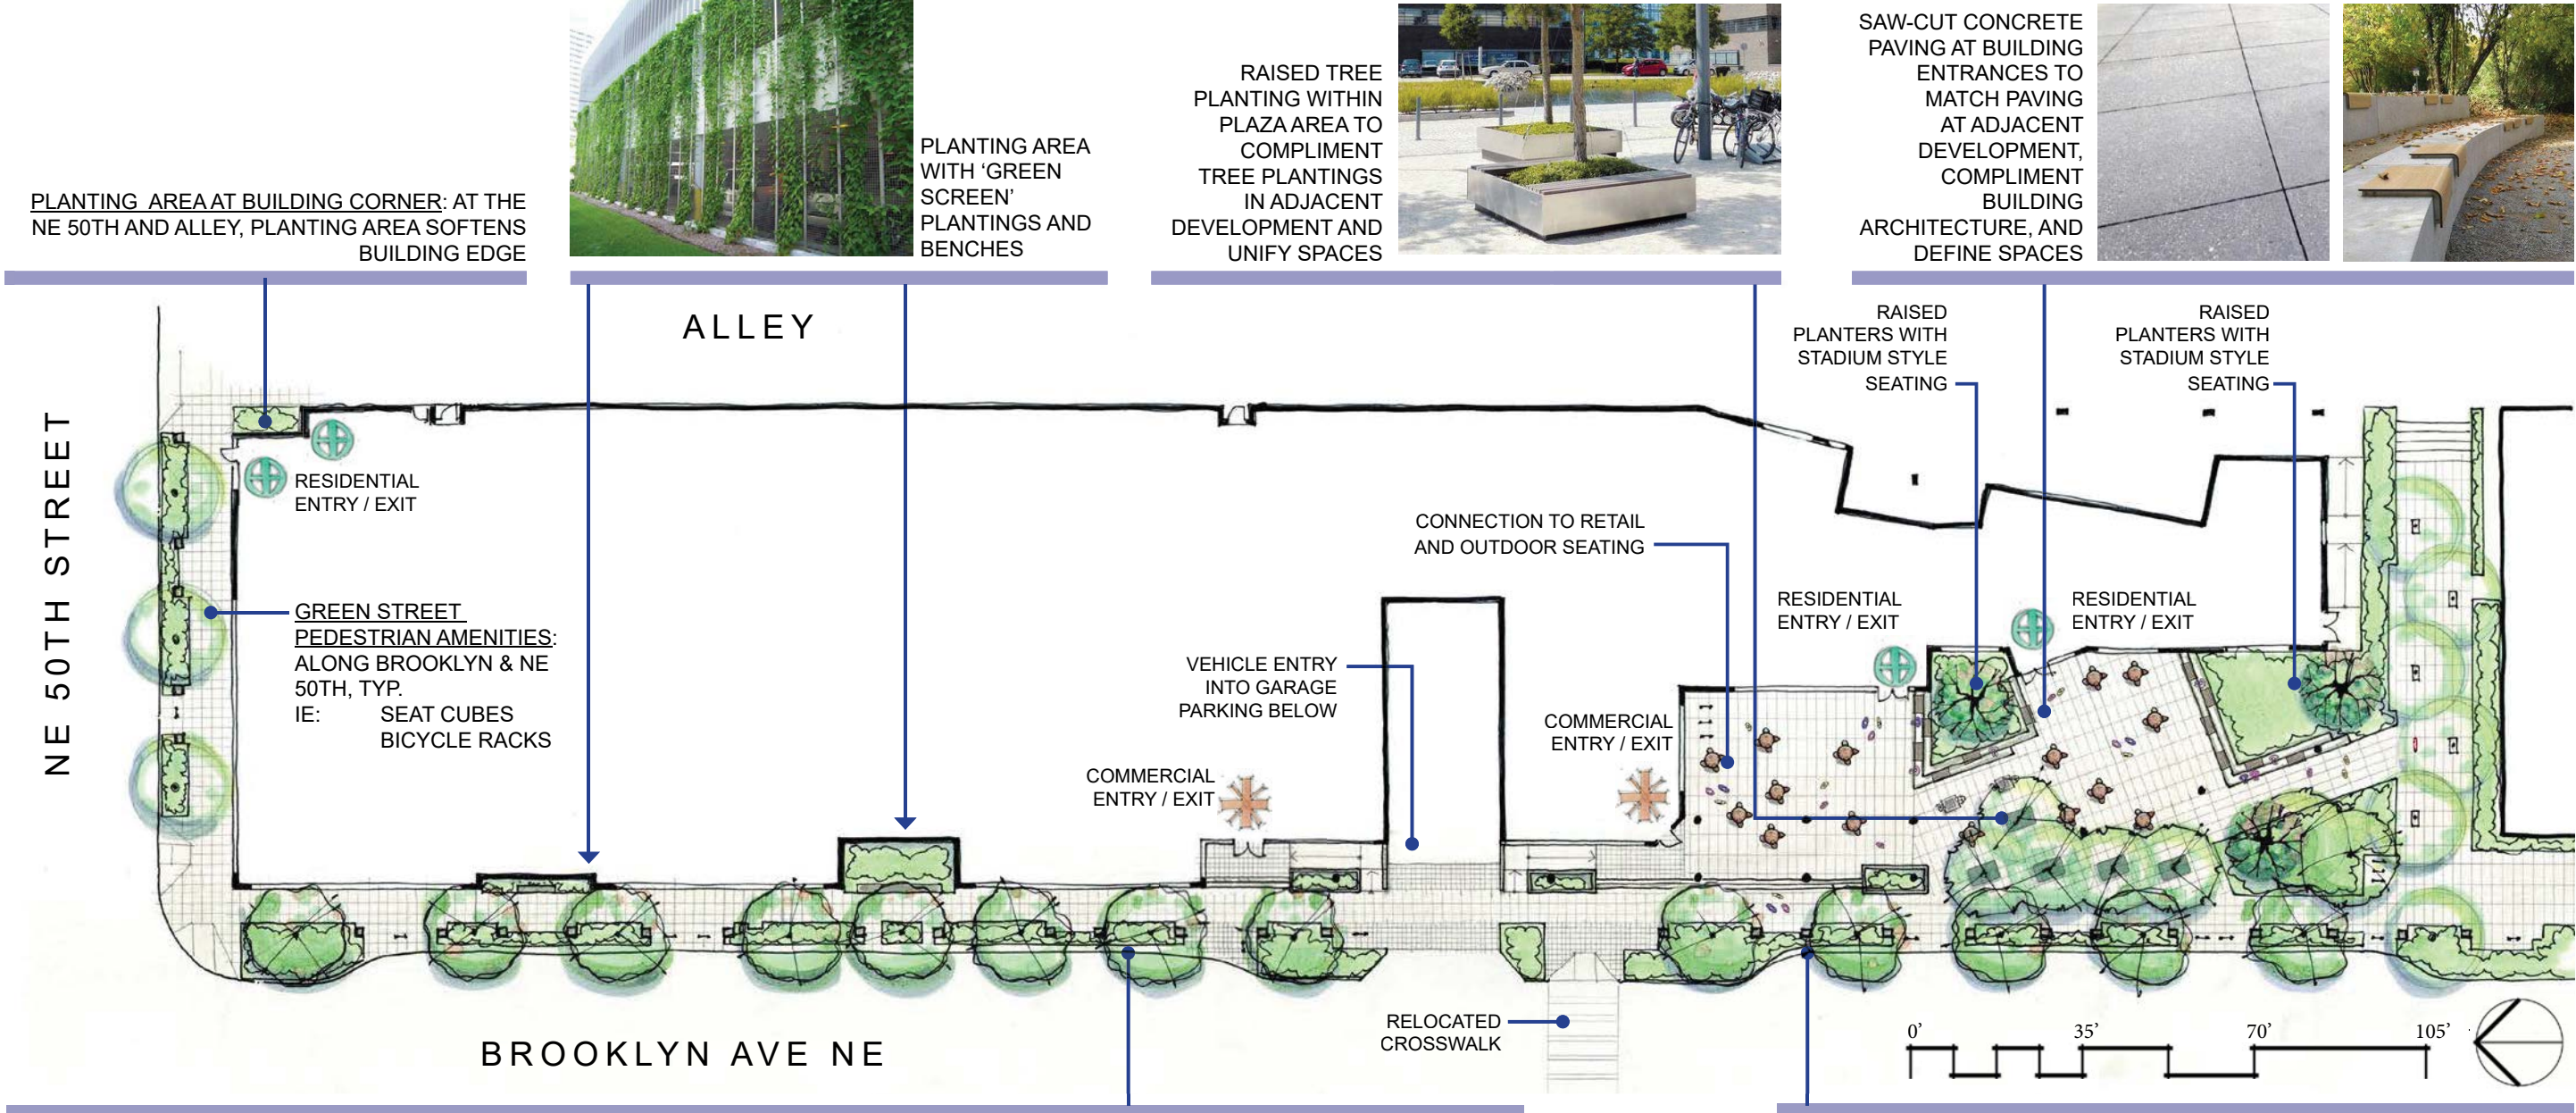 PLANTING AREA AT BUILDING CORNER: AT THE
NE 50TH AND ALLEY, PLANTING AREA SOFTENS
BUILDING EDGE
PLANTING AREA
WITH ‘GREEN
SCREEN’
PLANTINGS AND
BENCHES
RAISED TREE
PLANTING WITHIN
PLAZA AREA TO
COMPLIMENT
TREE PLANTINGS
IN ADJACENT
DEVELOPMENT AND
UNIFY SPACES
SAW-CUT CONCRETE
PAVING AT BUILDING
ENTRANCES TO
MATCH PAVING
AT ADJACENT
DEVELOPMENT,
COMPLIMENT
BUILDING
ARCHITECTURE, AND
DEFINE SPACES
ALLEY
RAISED
PLANTERS WITH
STADIUM STYLE
SEATING
RAISED
PLANTERS WITH
STADIUM STYLE
SEATING
NE 50TH STREET
RESIDENTIAL
ENTRY / EXIT
GREEN STREET
PEDESTRIAN AMENITIES:
ALONG BROOKLYN & NE
50TH, TYP.
IE: SEAT CUBES
BICYCLE RACKS
CONNECTION TO RETAIL
AND OUTDOOR SEATING
RESIDENTIAL
ENTRY / EXIT
RESIDENTIAL
ENTRY / EXIT
VEHICLE ENTRY
INTO GARAGE
PARKING BELOW
COMMERCIAL
ENTRY / EXIT
COMMERCIAL
ENTRY / EXIT
RELOCATED
CROSSWALK
BROOKLYN AVE NE
0’ 35’ 70’ 105’